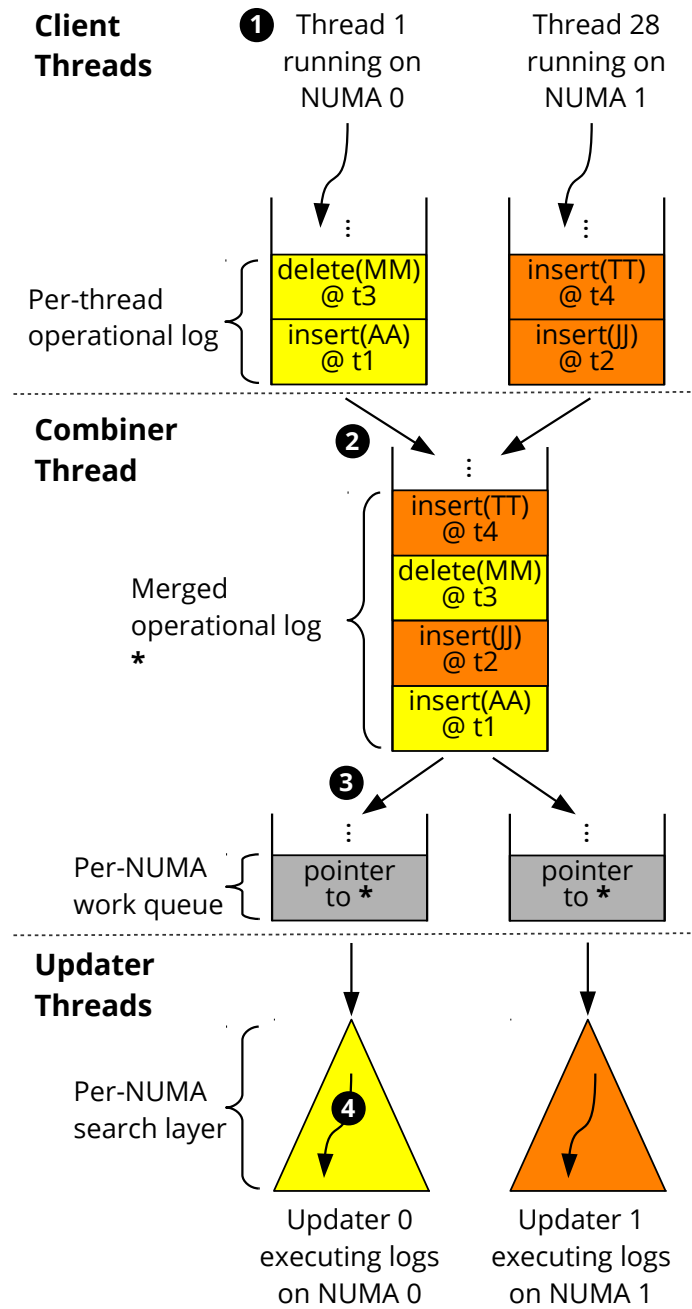 Client
Threads
1
Thread 1
running on
NUMA 0
Thread 28
running on
NUMA 1
⋮
⋮
Per-thread
operational log
delete(MM)
@ t3
insert(AA)
@ t1
insert(TT)
@ t4
insert(JJ)
@ t2
Combiner
Thread
2
⋮
Merged
operational log
*
insert(TT)
@ t4
delete(MM)
@ t3
insert(JJ)
@ t2
insert(AA)
@ t1
3
⋮
⋮
Per-NUMA
work queue
pointer
to *
pointer
to *
Updater
Threads
Per-NUMA
search layer
4
Updater 0
executing logs
on NUMA 0
Updater 1
executing logs
on NUMA 1